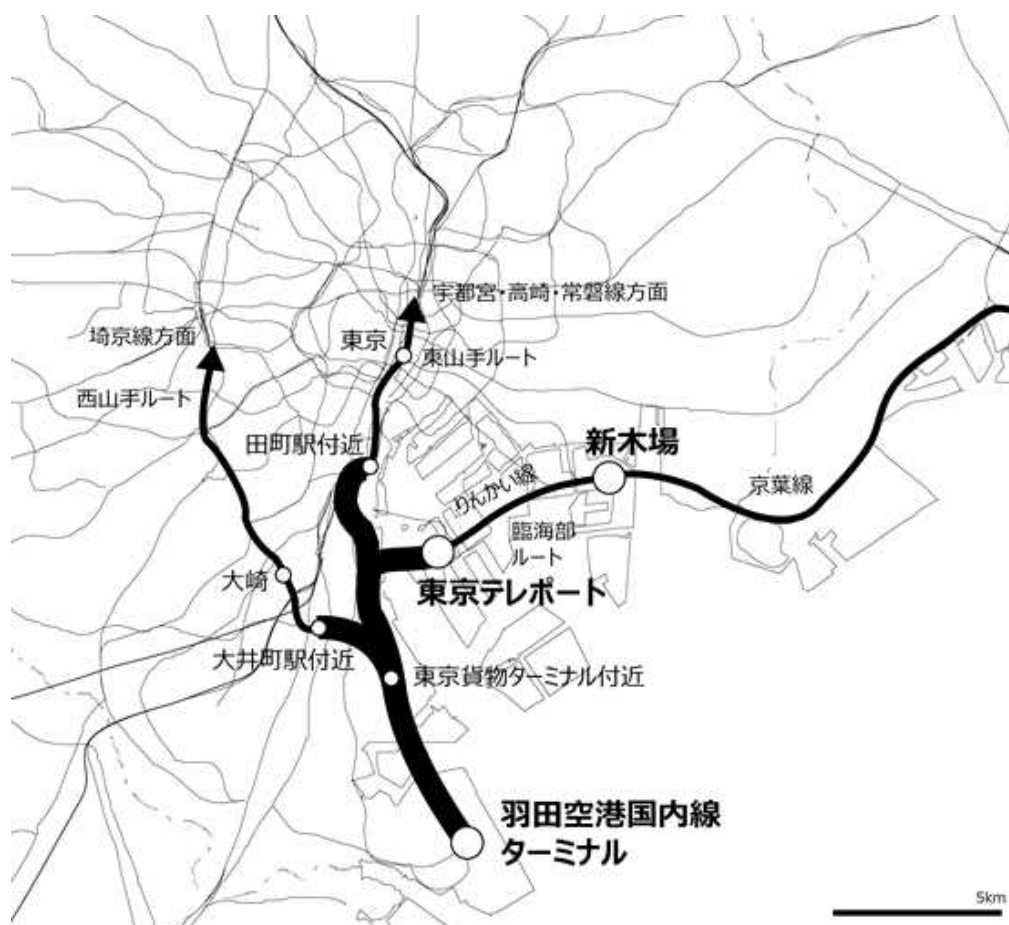 宇都宮・高崎・常磐線方面
埼京線方面
東京
東山手ルート
西山手ルート
田町駅付近
新木場
りんかい線
京葉線
臨海部
ルート
大崎
東京テレポート
大井町駅付近
東京貨物ターミナル付近
羽田空港国内線
ターミナル
5km